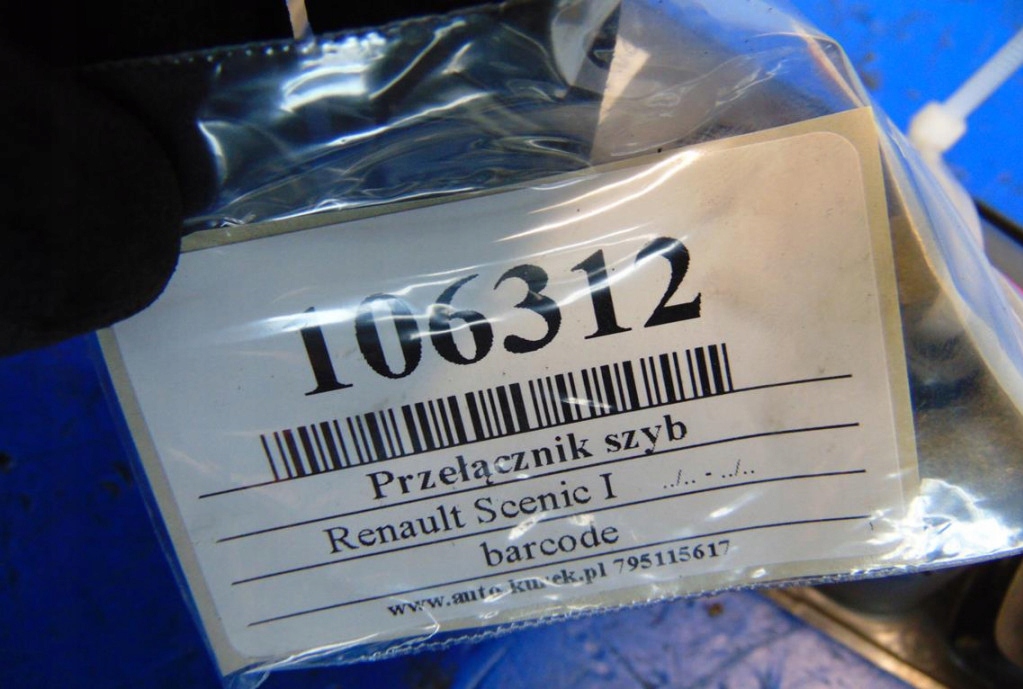 106312
Przełącznik szyb
Renault Scenic I ../.. - ../..
barcode
795115617